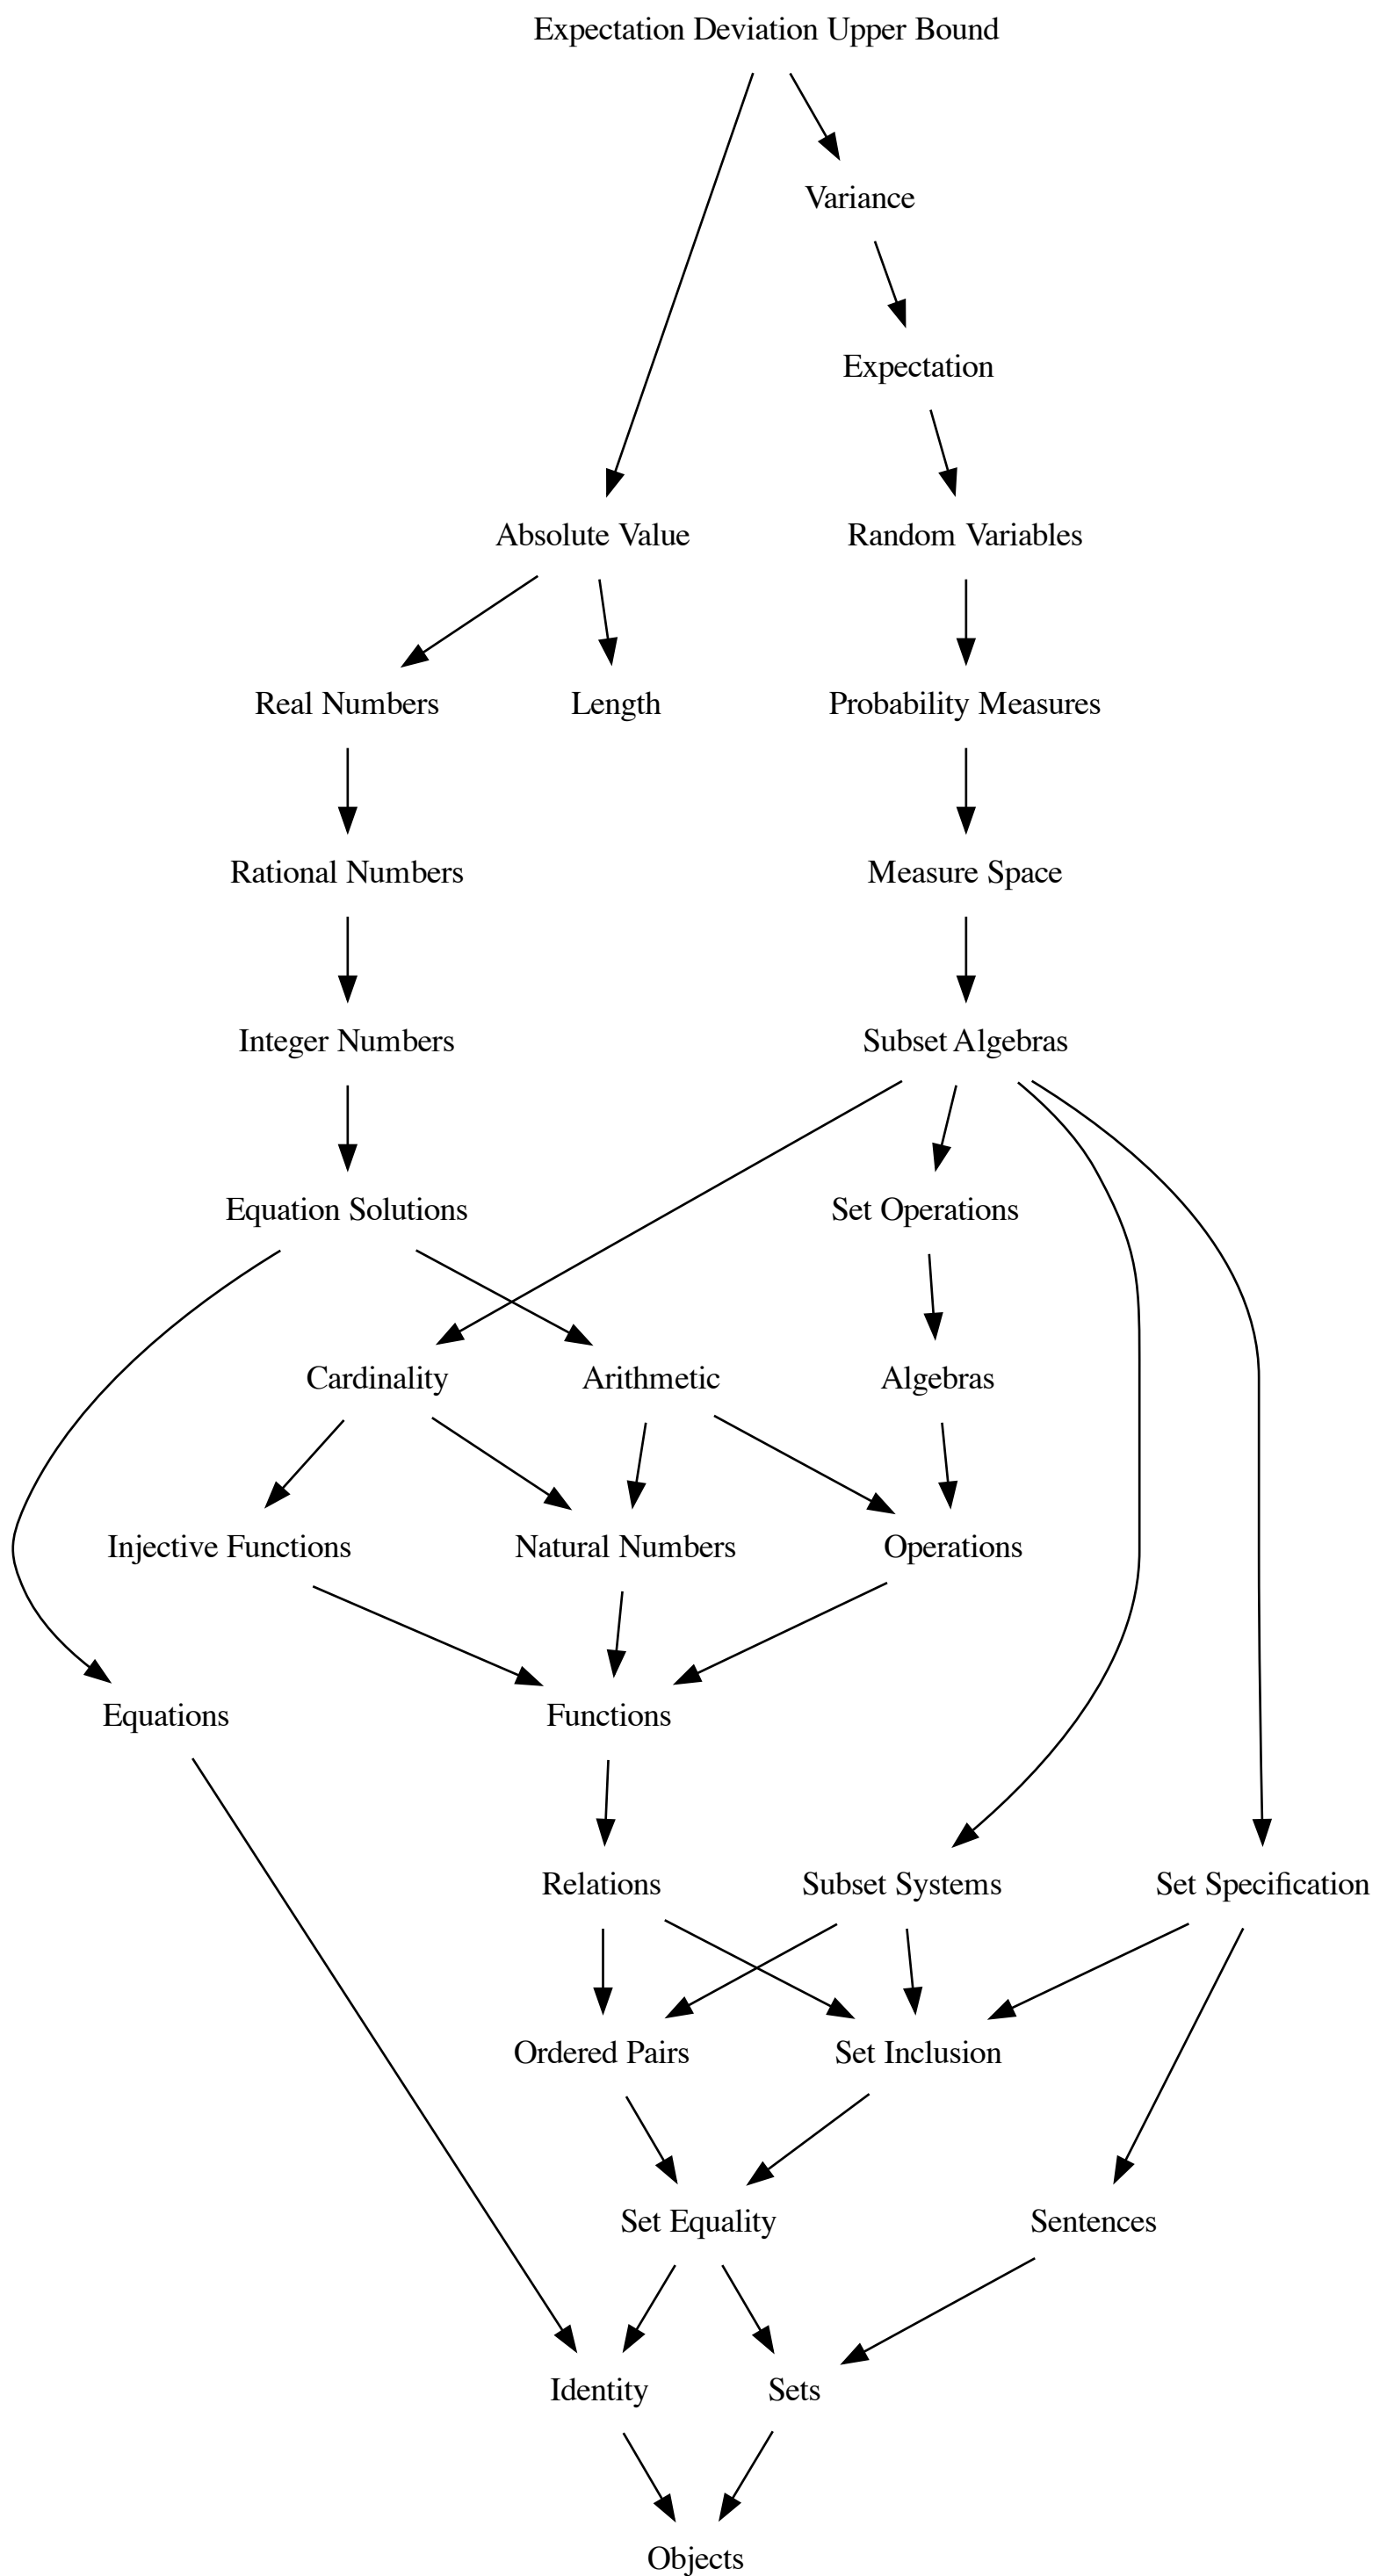 Expectation Deviation Upper Bound
Variance
Expectation
Absolute Value
Random Variables
Real Numbers
Length
Probability Measures
Rational Numbers
Measure Space
Integer Numbers
Subset Algebras
Equation Solutions
Set Operations
Cardinality
Arithmetic
Algebras
Injective Functions
Natural Numbers
Operations
Equations
Functions
Relations
Subset Systems
Set Specification
Ordered Pairs
Set Inclusion
Set Equality
Sentences
Identity
Sets
Objects